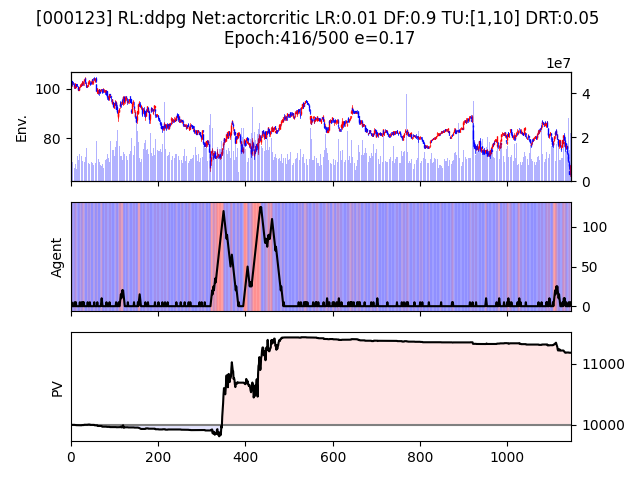 [000123] RL:ddpg Net:actorcritic LR:0.01 DF:0.9 TU:[1,10] DRT:0.05
Epoch:416/500 e=0.17
1e7
Env.
100
80
4
2
0
Agent
100
50
0
PV
11000
10000
0
200
400
600
800
1000